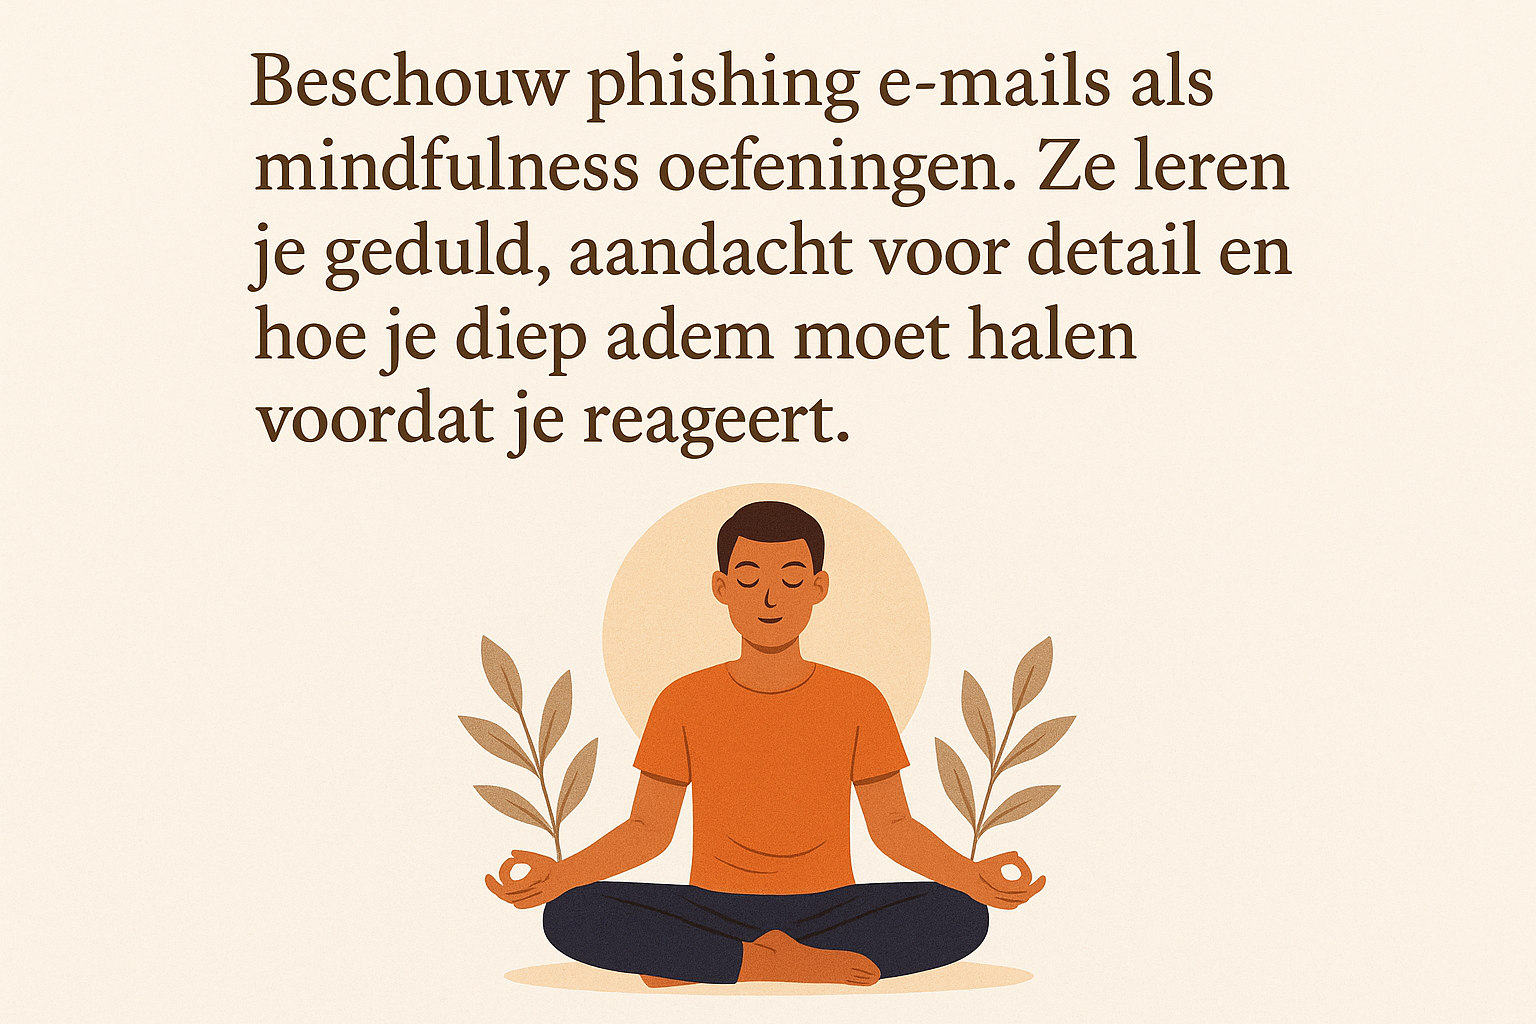 Beschouw phishing e-mails als
mindfulness oefeningen. Ze leren
je geduld, aandacht voor detail en
hoe je diep adem moet halen
voordat je reageert.